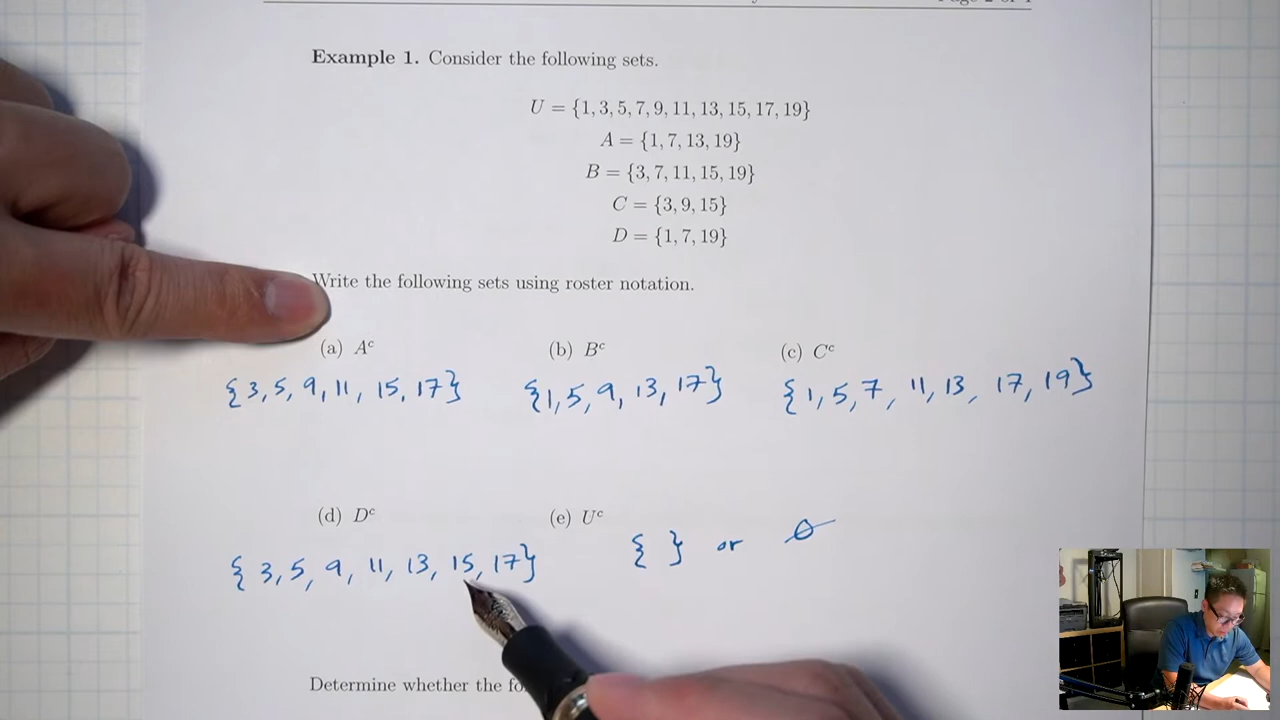 Example 1. Consider the following sets.
U = {1, 3, 5, 7, 9, 11, 13, 15, 17, 19}
A = {1, 7, 13, 19}
B = {3, 7, 11, 15, 19}
C = {3, 9, 15}
D = {1, 7, 19}
Write the following sets using roster notation.
(a) Aᶜ (b) Bᶜ (c) Cᶜ
{3, 5, 9, 11, 15, 17} {1, 5, 9, 13, 17} {1, 5, 7, 11, 13, 17, 19}
(d) Dᶜ (e) Uᶜ
{3, 5, 9, 11, 13, 15, 17} { } or ∅
Determine whether the